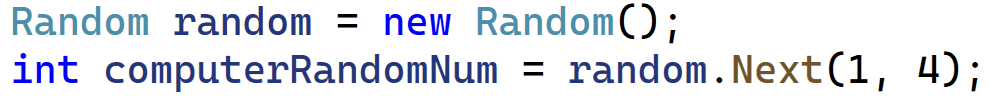 Random random = new Random();
int computerRandomNum = random.Next(1, 4);